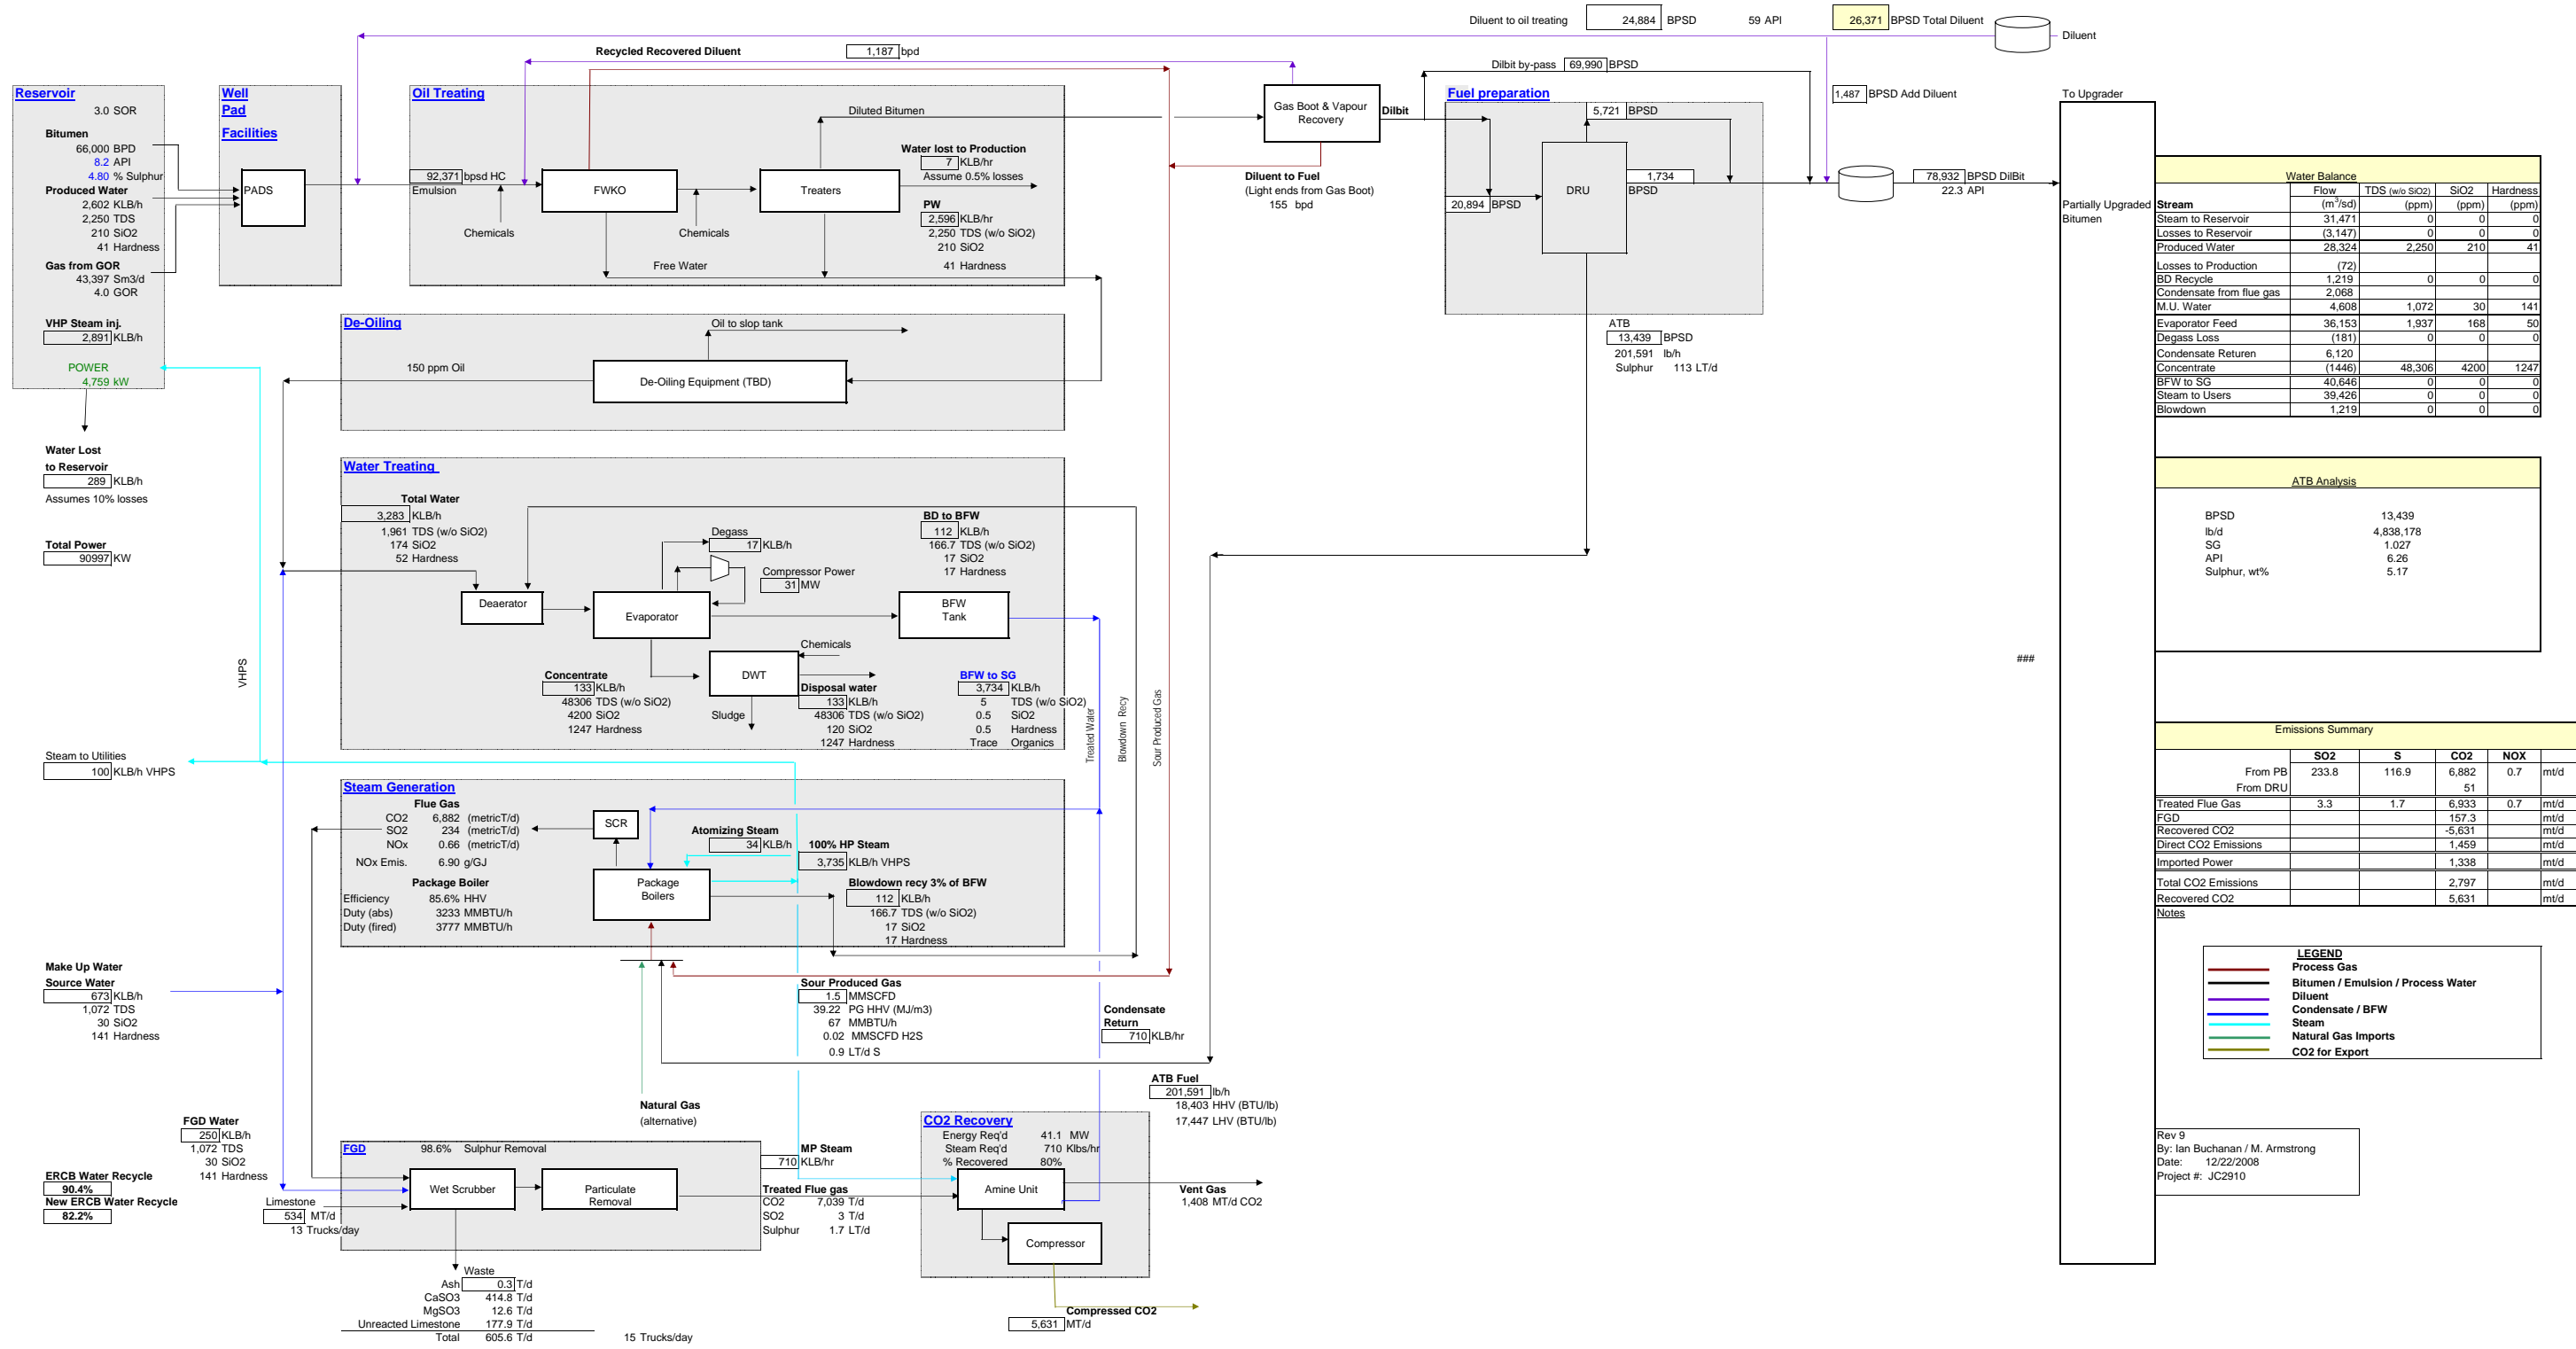 Diluent to oil treating 24,884 BPSD 59 API 26,371 BPSD Total Diluent
Diluent
Recycled Recovered Diluent 1,187 bpd
Dilbit by-pass 69,990 BPSD
1,487 BPSD Add Diluent
To Upgrader
Reservoir
3.0 SOR
Bitumen
66,000 BPD
8.2 API
4.80 % Sulphur
Produced Water
2,602 KLB/h
2,250 TDS
210 SiO2
41 Hardness
Gas from GOR
43,397 Sm3/d
4.0 GOR
VHP Steam inj.
2,891 KLB/h
POWER
4,759 kW
Well
Pad
Facilities
PADS
Oil Treating
Diluted Bitumen
92,371 bpsd HC
Emulsion
FWKO
Treaters
Chemicals
Chemicals
Free Water
Water lost to Production
7 KLB/hr
Assume 0.5% losses
PW
2,596 KLB/hr
2,250 TDS (w/o SiO2)
210 SiO2
41 Hardness
Gas Boot & Vapour
Recovery
Dilbit
Diluent to Fuel
(Light ends from Gas Boot)
155 bpd
Fuel preparation
5,721 BPSD
DRU
1,734
BPSD
20,894 BPSD
ATB
13,439 BPSD
201,591 lb/h
Sulphur 113 LT/d
78,932 BPSD DilBit
22.3 API
Partially Upgraded
Bitumen
De-Oiling
Oil to slop tank
150 ppm Oil
De-Oiling Equipment (TBD)
Water Lost
to Reservoir
289 KLB/h
Assumes 10% losses
Total Power
90997 KW
Water Treating
Total Water
3,283 KLB/h
1,961 TDS (w/o SiO2)
174 SiO2
52 Hardness
Degass
17 KLB/h
Compressor Power
31 MW
BD to BFW
112 KLB/h
166.7 TDS (w/o SiO2)
17 SiO2
17 Hardness
Deaerator
Evaporator
BFW
Tank
Chemicals
DWT
Sludge
Concentrate
133 KLB/h
48306 TDS (w/o SiO2)
4200 SiO2
1247 Hardness
Disposal water
133 KLB/h
48306 TDS (w/o SiO2)
120 SiO2
1247 Hardness
BFW to SG
3,734 KLB/h
5 TDS (w/o SiO2)
0.5 SiO2
0.5 Hardness
Trace Organics
VHPS
Treated Water
Blowdown Recy
Sour Produced Gas
###
Steam to Utilities
100 KLB/h VHPS
Steam Generation
Flue Gas
CO2 6,882 (metricT/d)
SO2 234 (metricT/d)
NOx 0.66 (metricT/d)
NOx Emis. 6.90 g/GJ
Package Boiler
Efficiency 85.6% HHV
Duty (abs) 3233 MMBTU/h
Duty (fired) 3777 MMBTU/h
SCR
Package
Boilers
Atomizing Steam
34 KLB/h
100% HP Steam
3,735 KLB/h VHPS
Blowdown recy 3% of BFW
112 KLB/h
166.7 TDS (w/o SiO2)
17 SiO2
17 Hardness
Make Up Water
Source Water
673 KLB/h
1,072 TDS
30 SiO2
141 Hardness
Sour Produced Gas
1.5 MMSCFD
39.22 PG HHV (MJ/m3)
67 MMBTU/h
0.02 MMSCFD H2S
0.9 LT/d S
Condensate
Return
710 KLB/hr
Natural Gas
(alternative)
ATB Fuel
201,591 lb/h
18,403 HHV (BTU/lb)
17,447 LHV (BTU/lb)
FGD Water
250 KLB/h
1,072 TDS
30 SiO2
141 Hardness
ERCB Water Recycle
90.4%
New ERCB Water Recycle
82.2%
Limestone
534 MT/d
13 Trucks/day
FGD 98.6% Sulphur Removal
Wet Scrubber
Particulate
Removal
MP Steam
710 KLB/hr
Treated Flue gas
CO2 7,039 T/d
SO2 3 T/d
Sulphur 1.7 LT/d
CO2 Recovery
Energy Req'd 41.1 MW
Steam Req'd 710 Klbs/hr
% Recovered 80%
Amine Unit
Compressor
Vent Gas
1,408 MT/d CO2
Compressed CO2
5,631 MT/d
Waste
Ash 0.3 T/d
CaSO3 414.8 T/d
MgSO3 12.6 T/d
Unreacted Limestone 177.9 T/d
Total 605.6 T/d
15 Trucks/day
Water Balance
Flow TDS (w/o SiO2) SiO2 Hardness
Stream (m3/sd) (ppm) (ppm) (ppm)
Steam to Reservoir 31,471 0 0 0
Losses to Reservoir (3,147) 0 0 0
Produced Water 28,324 2,250 210 41
Losses to Production (72)
BD Recycle 1,219 0 0 0
Condensate from flue gas 2,068
M.U. Water 4,608 1,072 30 141
Evaporator Feed 36,153 1,937 168 50
Degass Loss (181) 0 0 0
Condensate Returen 6,120
Concentrate (1446) 48,306 4200 1247
BFW to SG 40,646 0 0 0
Steam to Users 39,426 0 0 0
Blowdown 1,219 0 0 0
ATB Analysis
BPSD 13,439
lb/d 4,838,178
SG 1.027
API 6.26
Sulphur, wt% 5.17
Emissions Summary
SO2 S CO2 NOX
From PB 233.8 116.9 6,882 0.7 mt/d
From DRU 51
Treated Flue Gas 3.3 1.7 6,933 0.7 mt/d
FGD 157.3 mt/d
Recovered CO2 -5,631 mt/d
Direct CO2 Emissions 1,459 mt/d
Imported Power 1,338 mt/d
Total CO2 Emissions 2,797 mt/d
Recovered CO2 5,631 mt/d
Notes
LEGEND
Process Gas
Bitumen / Emulsion / Process Water
Diluent
Condensate / BFW
Steam
Natural Gas Imports
CO2 for Export
Rev 9
By: Ian Buchanan / M. Armstrong
Date: 12/22/2008
Project #: JC2910